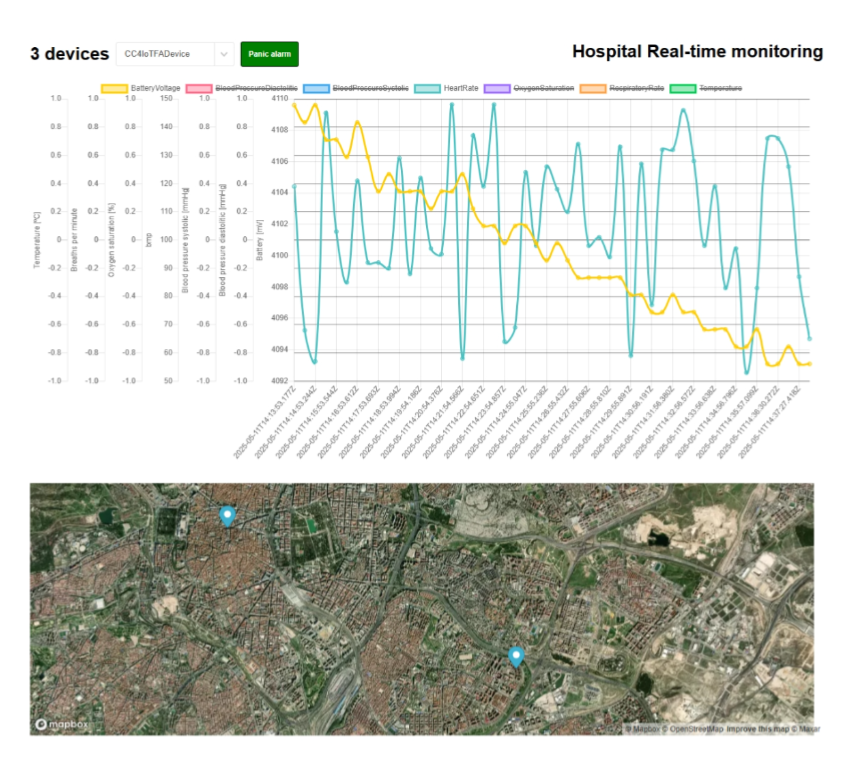 3 devices
CC4IoTFADevice
Panic alarm
Hospital Real-time monitoring
BatteryVoltage BloodPressureDiastolitic BloodPressureSystolic HeartRate OxygenSaturation RespiratoryRate Temperature
1.0 1.0 1.0 150 1.0 1.0 4110
0.8 0.8 0.8 140 0.8 0.8 4108
0.6 0.6 0.6 130 0.6 0.6 4106
0.4 0.4 0.4 120 0.4 0.4 4104
0.2 0.2 0.2 110 0.2 0.2 4102
0 0 0 100 0 0 4100
-0.2 -0.2 -0.2 90 -0.2 -0.2 4098
-0.4 -0.4 -0.4 80 -0.4 -0.4 4096
-0.6 -0.6 -0.6 70 -0.6 -0.6 4096
-0.8 -0.8 -0.8 60 -0.8 -0.8 4094
-1.0 -1.0 -1.0 50 -1.0 -1.0 4092
Temperature [ºC]
Breaths per minute
Oxygen saturation [%]
bmp
Blood pressure systolic [mmHg]
Blood pressure diastolitic [mmHg]
Battery [mV]
2025-05-11T14:13:53.177Z
2025-05-11T14:14:53.244Z
2025-05-11T14:15:53.544Z
2025-05-11T14:16:53.612Z
2025-05-11T14:17:53.693Z
2025-05-11T14:18:53.994Z
2025-05-11T14:19:54.186Z
2025-05-11T14:20:54.376Z
2025-05-11T14:21:54.566Z
2025-05-11T14:22:54.651Z
2025-05-11T14:23:54.857Z
2025-05-11T14:24:55.047Z
2025-05-11T14:25:55.236Z
2025-05-11T14:26:55.432Z
2025-05-11T14:27:55.606Z
2025-05-11T14:28:55.810Z
2025-05-11T14:29:55.891Z
2025-05-11T14:30:56.191Z
2025-05-11T14:31:56.383Z
2025-05-11T14:32:56.572Z
2025-05-11T14:33:56.638Z
2025-05-11T14:34:56.796Z
2025-05-11T14:35:57.099Z
2025-05-11T14:36:30.272Z
2025-05-11T14:37:27.416Z
mapbox
© Mapbox © OpenStreetMap Improve this map © Maxar